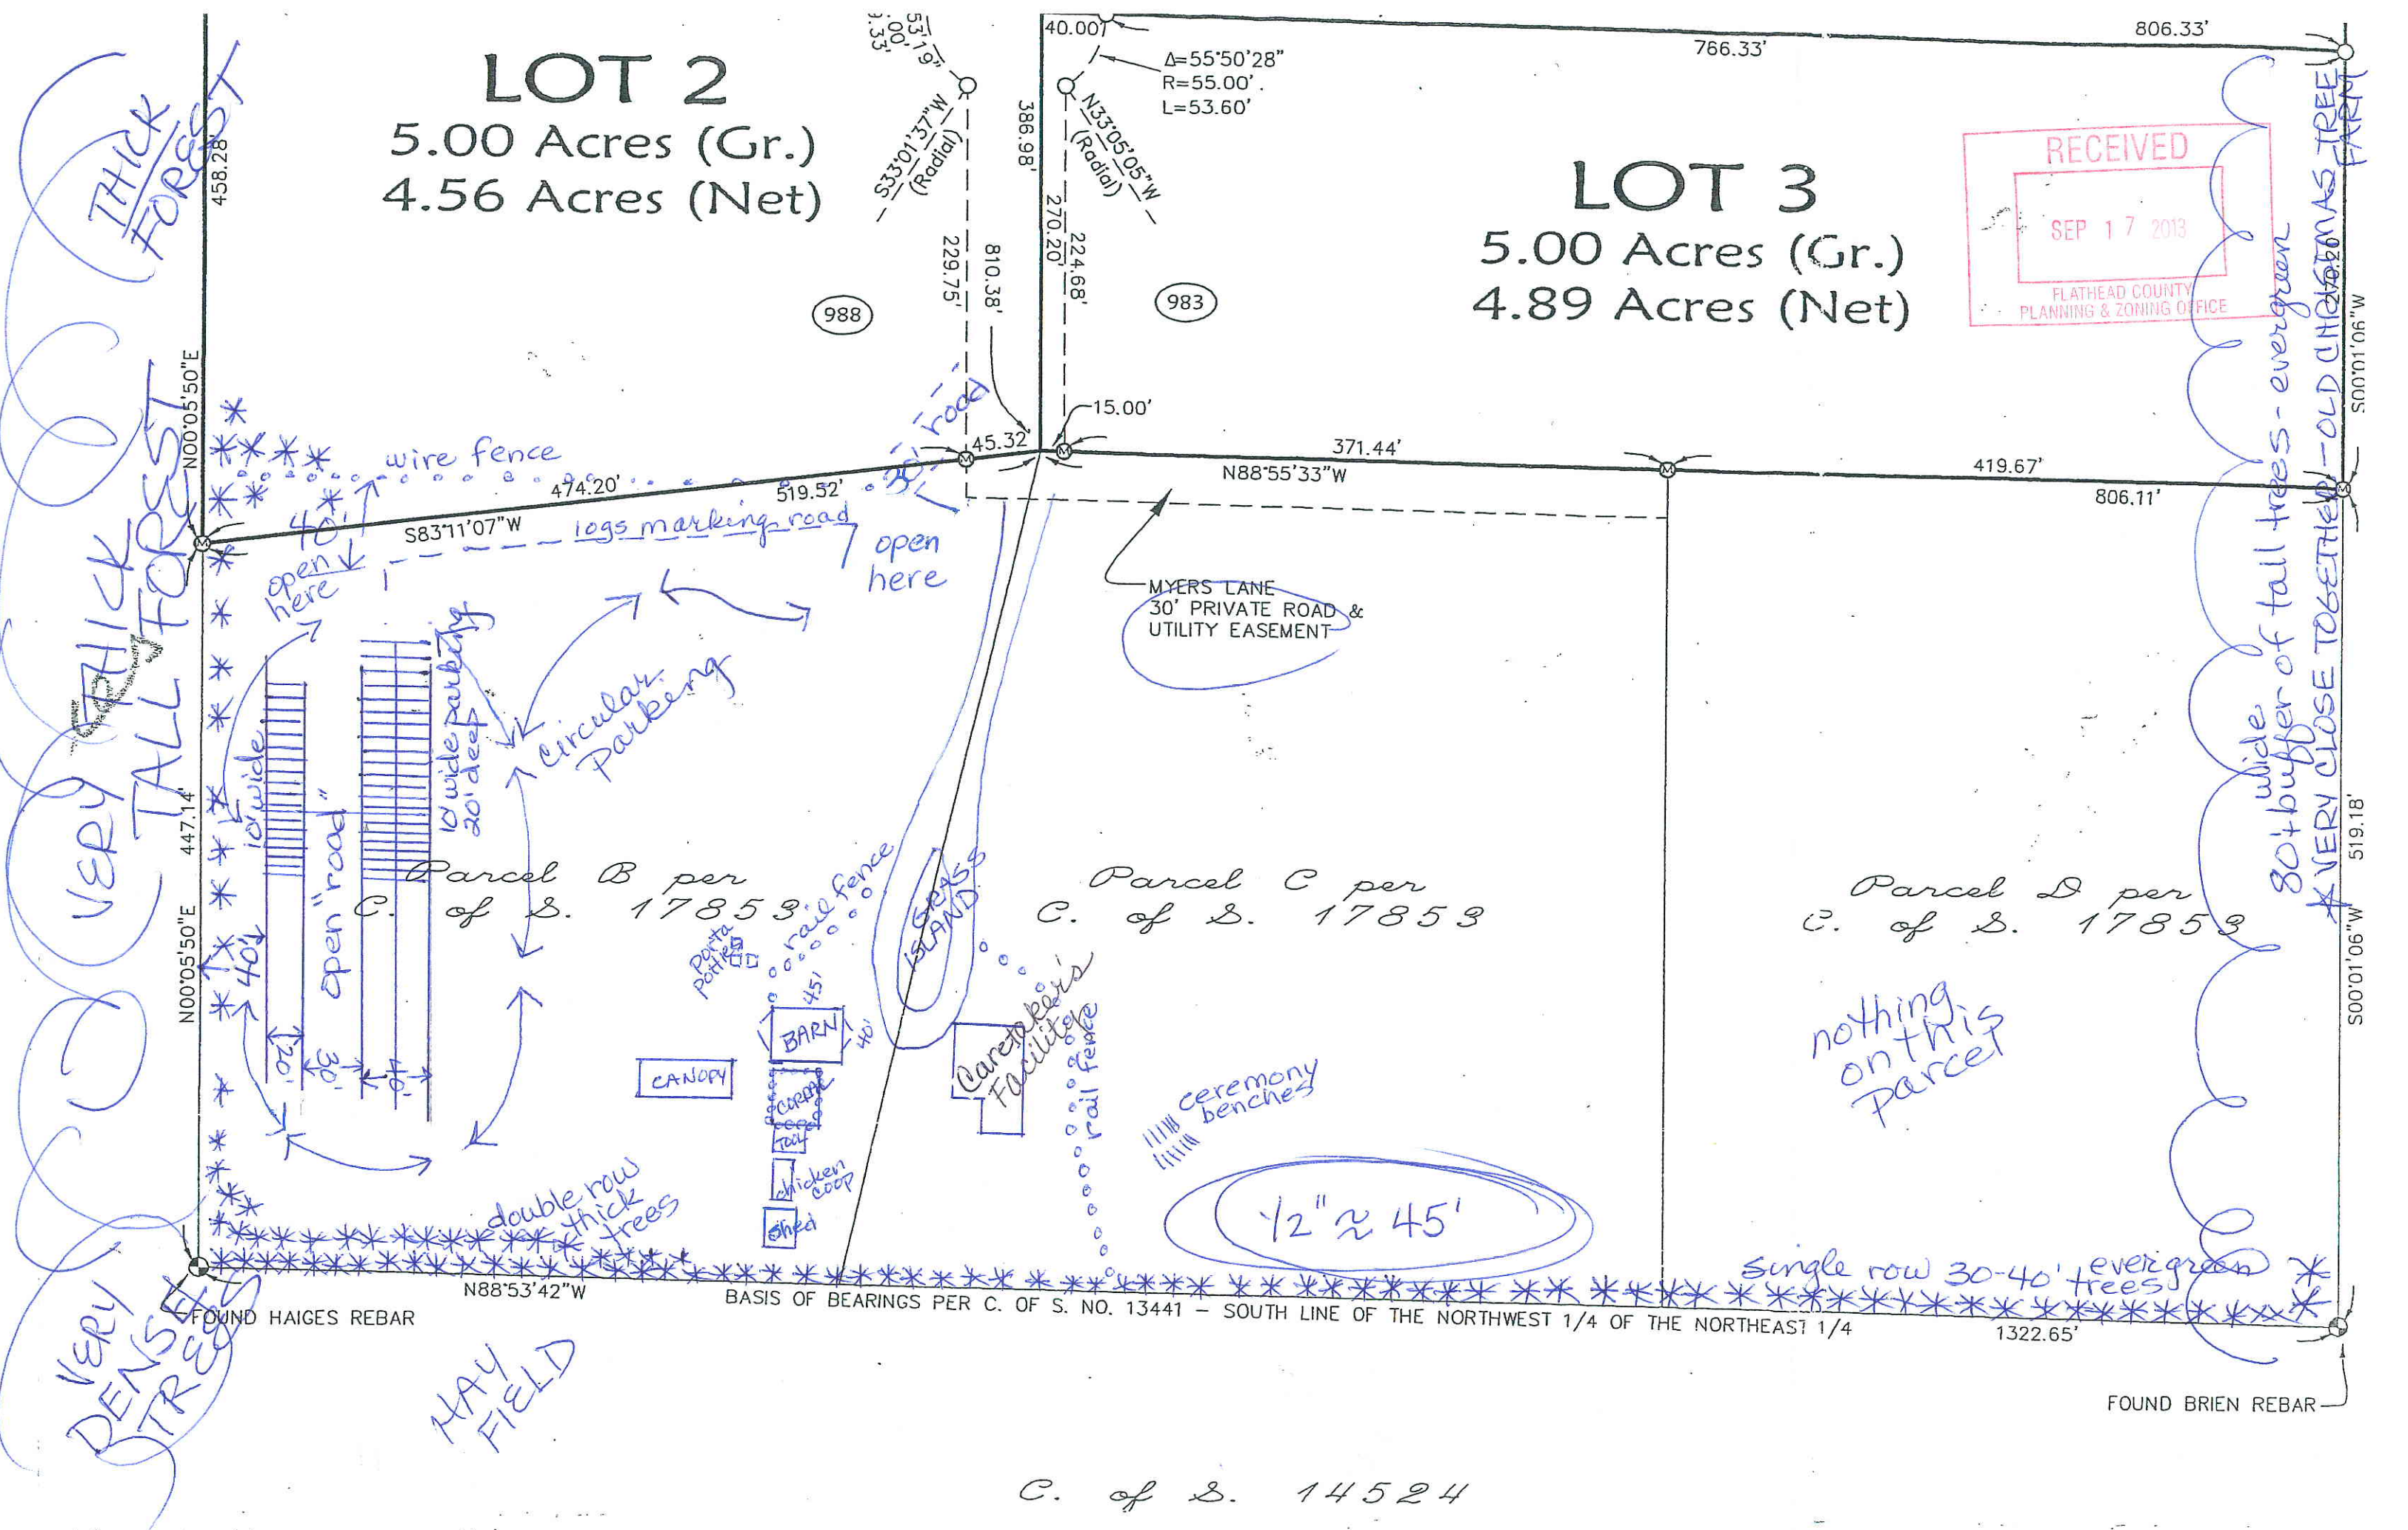 LOT 2
5.00 Acres (Gr.)
4.56 Acres (Net)
THICK
FOREST
458.28'
N00°05'50"E
53'19"
.00'
.33'
S33°01'37"W
(Radial)
229.75'
810.38'
386.98'
40.00'
Δ=55°50'28"
R=55.00'
L=53.60'
N33°05'05"W
(Radial)
270.20'
224.68'
766.33'
806.33'
LOT 3
5.00 Acres (Gr.)
4.89 Acres (Net)
RECEIVED
SEP 17 2013
FLATHEAD COUNTY
PLANNING & ZONING OFFICE
988
983
270.20'
S00°01'06"W
wire fence
30' road
474.20'
519.52'
45.32'
15.00'
371.44'
N88°55'33"W
419.67'
806.11'
S83°11'07"W
logs marking road
40'
open
here
open
here
MYERS LANE
30' PRIVATE ROAD &
UTILITY EASEMENT
VERY THICK
TALL FOREST
447.14'
N00°05'50"E
10' wide
open "road"
10' wide parking
20' deep
circular
parking
40'
20'
30'
40'
Parcel B per
C. of S. 17853
Parcel C per
C. of S. 17853
Parcel D per
C. of S. 17853
rail fence
porta
potties
GRASS
ISLAND
45'
BARN
40'
CANOPY
CORRAL
TOOL
chicken
coop
shed
Caretaker's
Facility
rail fence
ceremony
benches
1/2" ≈ 45'
nothing
on this
parcel
80'± wide buffer of tall trees - evergreen
*VERY CLOSE TOGETHER - OLD CHRISTMAS TREE
FARM
519.18'
S00°01'06"W
double row
thick
trees
single row 30-40' evergreen
trees
N88°53'42"W
BASIS OF BEARINGS PER C. OF S. NO. 13441 – SOUTH LINE OF THE NORTHWEST 1/4 OF THE NORTHEAST 1/4
1322.65'
FOUND HAIGES REBAR
FOUND BRIEN REBAR
VERY
DENSE
TREES
HAY
FIELD
C. of S. 14524